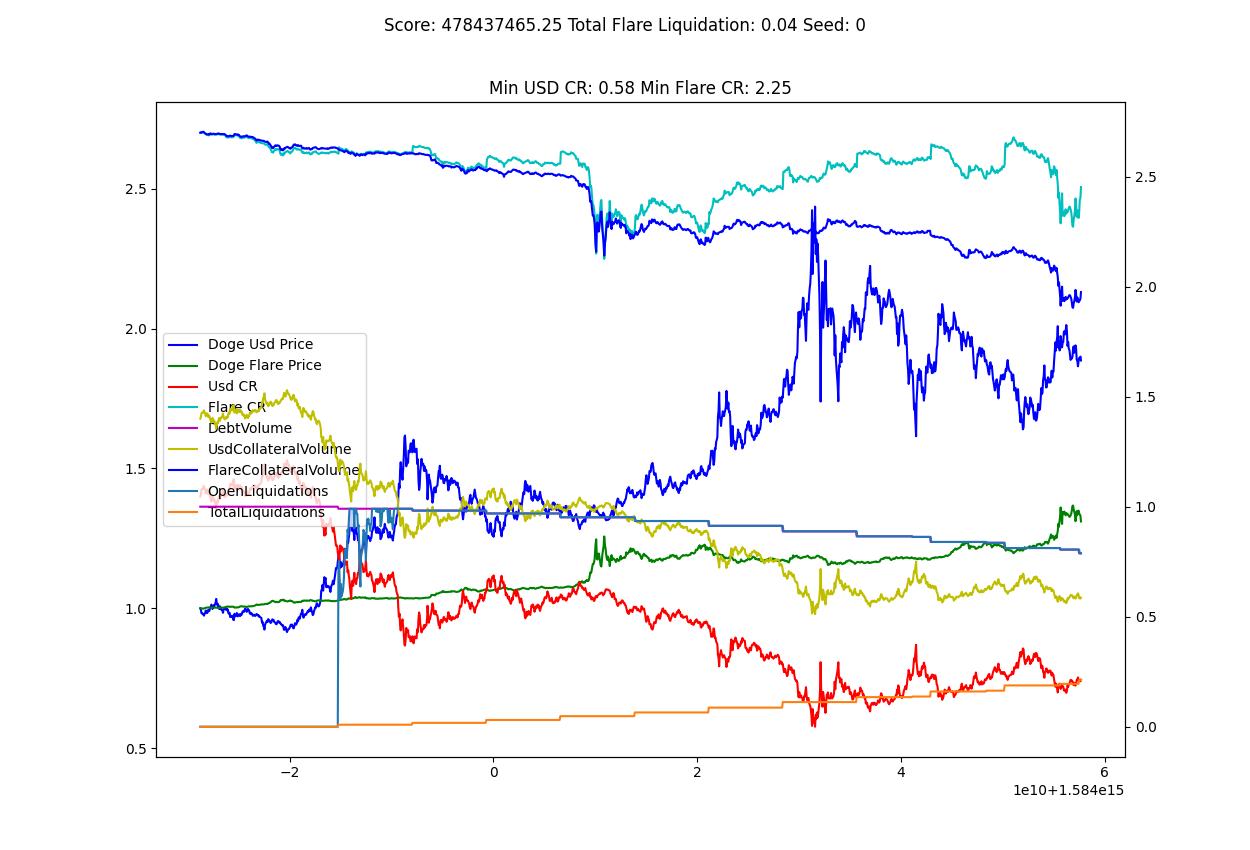 Score: 478437465.25 Total Flare Liquidation: 0.04 Seed: 0
Min USD CR: 0.58 Min Flare CR: 2.25
2.5
2.0
1.5
1.0
0.5
Doge Usd Price
Doge Flare Price
Usd CR
Flare CR
DebtVolume
UsdCollateralVolume
FlareCollateralVolume
OpenLiquidations
TotalLiquidations
2.5
2.0
1.5
1.0
0.5
0.0
−2
0
2
4
6
1e10+1.584e15